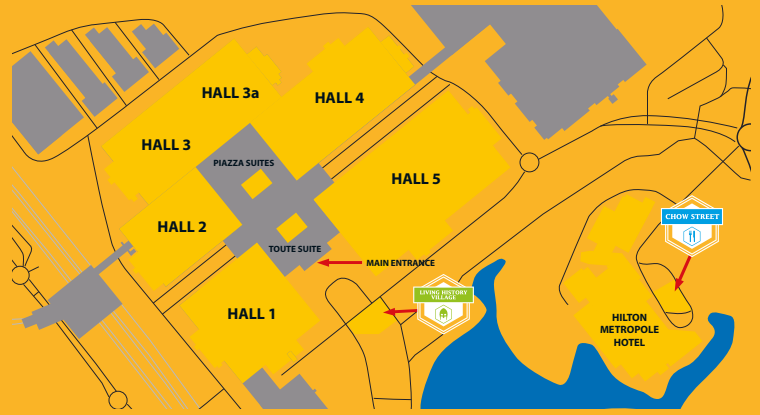 HALL 3a
HALL 4
HALL 3
PIAZZA SUITES
HALL 5
CHOW STREET
HALL 2
TOUTE SUITE
MAIN ENTRANCE
LIVING HISTORY
VILLAGE
HALL 1
HILTON
METROPOLE
HOTEL